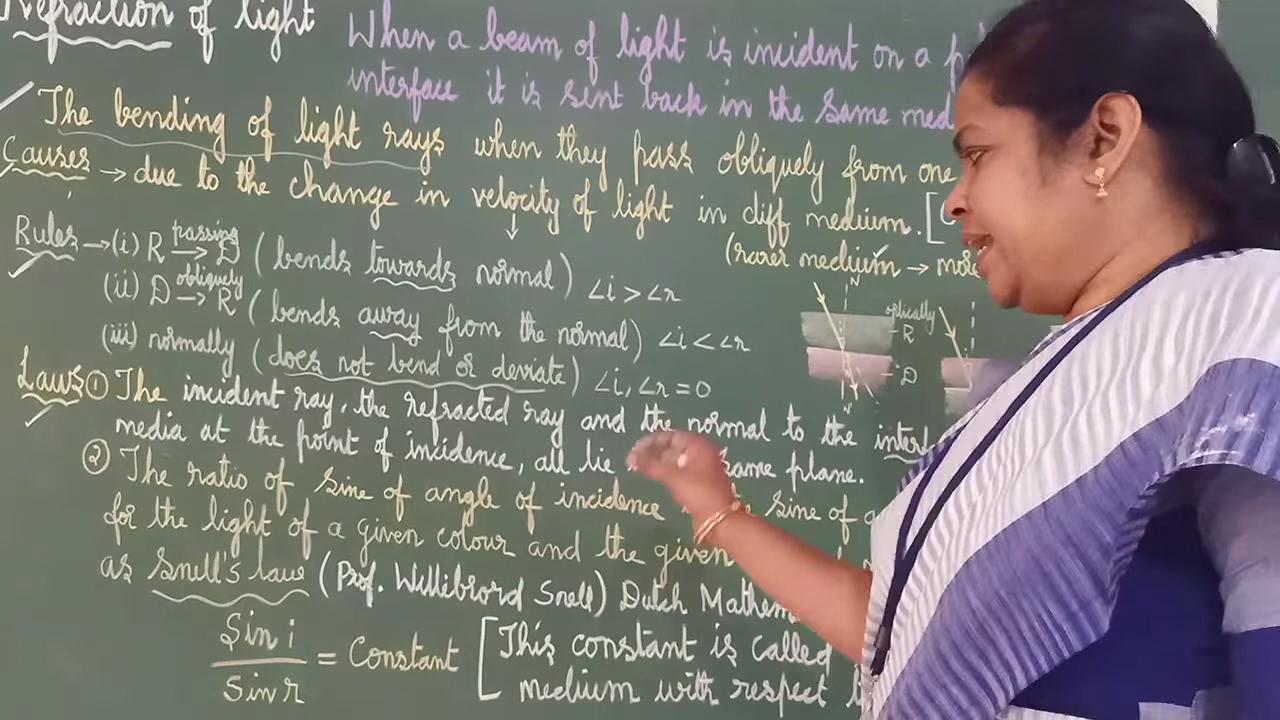 Refraction of light
When a beam of light is incident on a
interface it is sent back in the same
The bending of light rays when they pass obliquely from one
Causes → due to the change in velocity of light in diff medium. [
(rarer medium → more
Rules → (i) R passing → D (bends towards normal) ∠i > ∠r
(ii) D obliquely → R (bends away from the normal) ∠i < ∠r
(iii) normally (does not bend or deviate) ∠i, ∠r = 0
N
optically
R
D
Laws ① The incident ray, the refracted ray and the normal to the
media at the point of incidence, all lie same plane.
② The ratio of sine of angle of incidence sine of
for the light of a given colour and the given
as Snell's law (Prof. Willibrord Snell) Dutch
Sin i
Sin r
= Constant [This constant is called
medium with respect